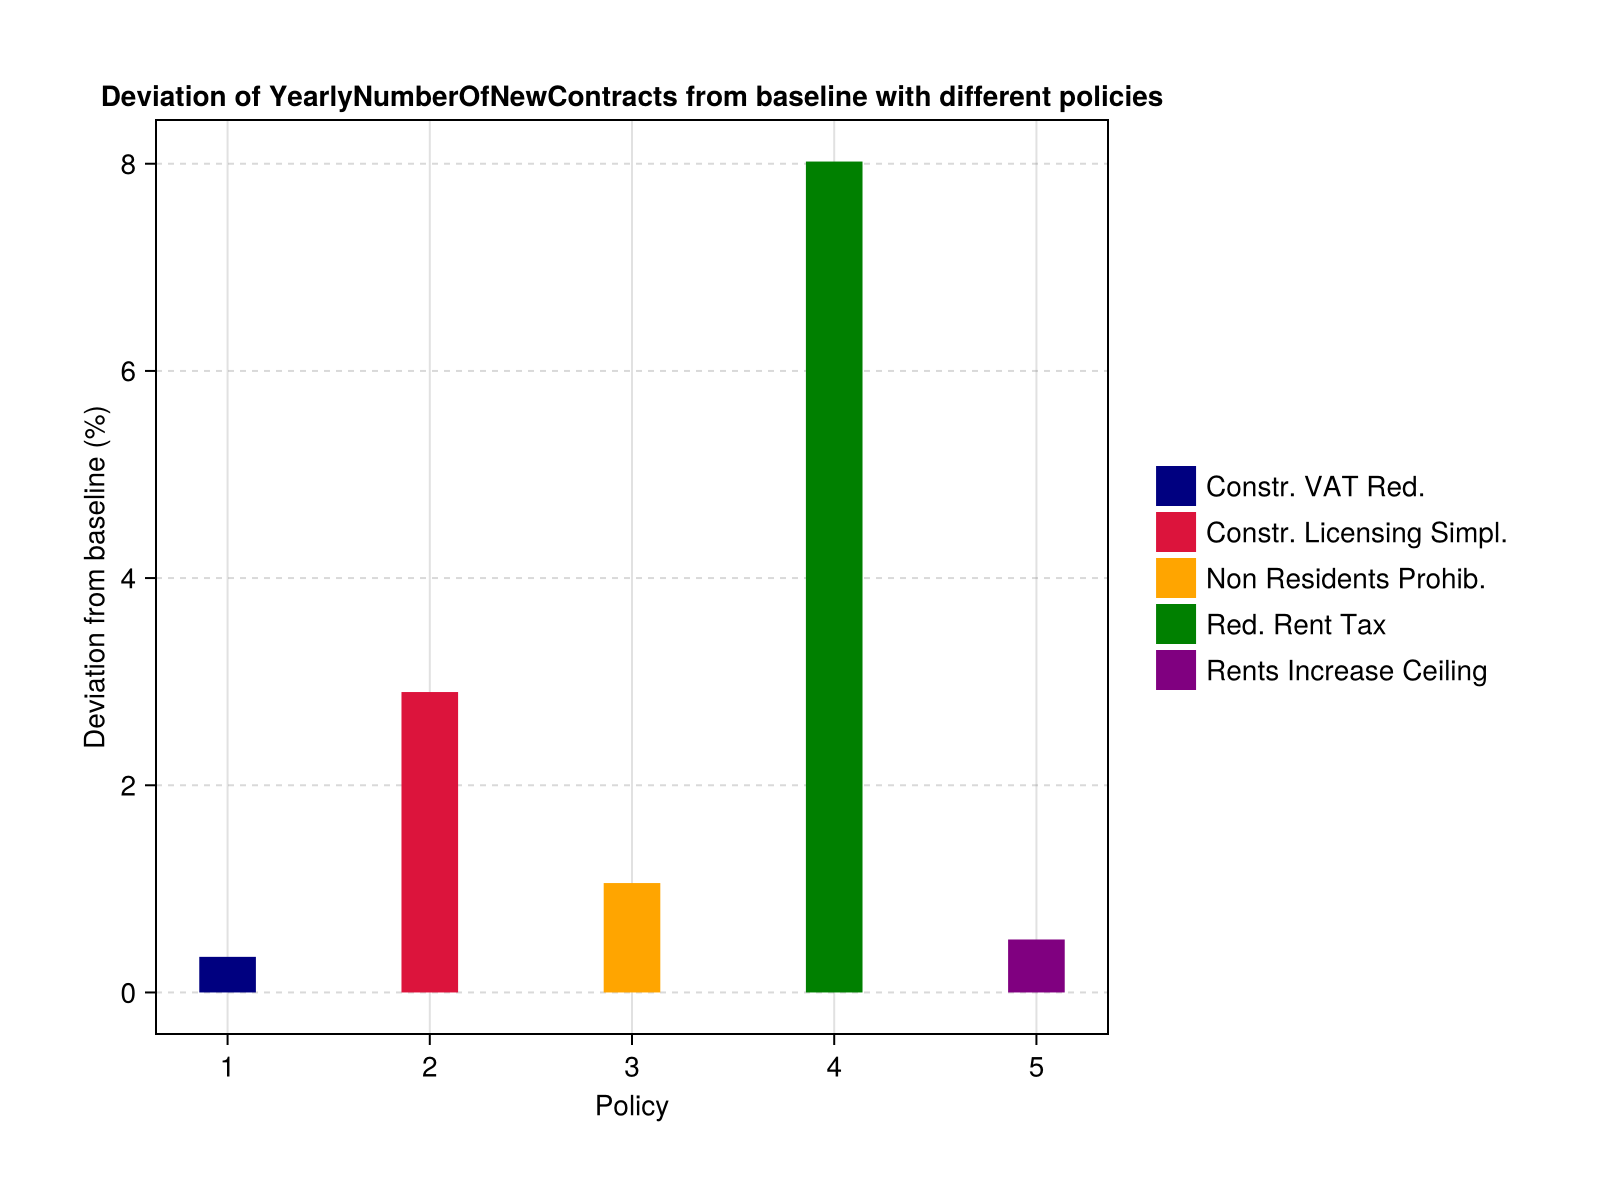 Deviation of YearlyNumberOfNewContracts from baseline with different policies
8
6
4
2
0
Deviation from baseline (%)
1 2 3 4 5
Policy
Constr. VAT Red.
Constr. Licensing Simpl.
Non Residents Prohib.
Red. Rent Tax
Rents Increase Ceiling